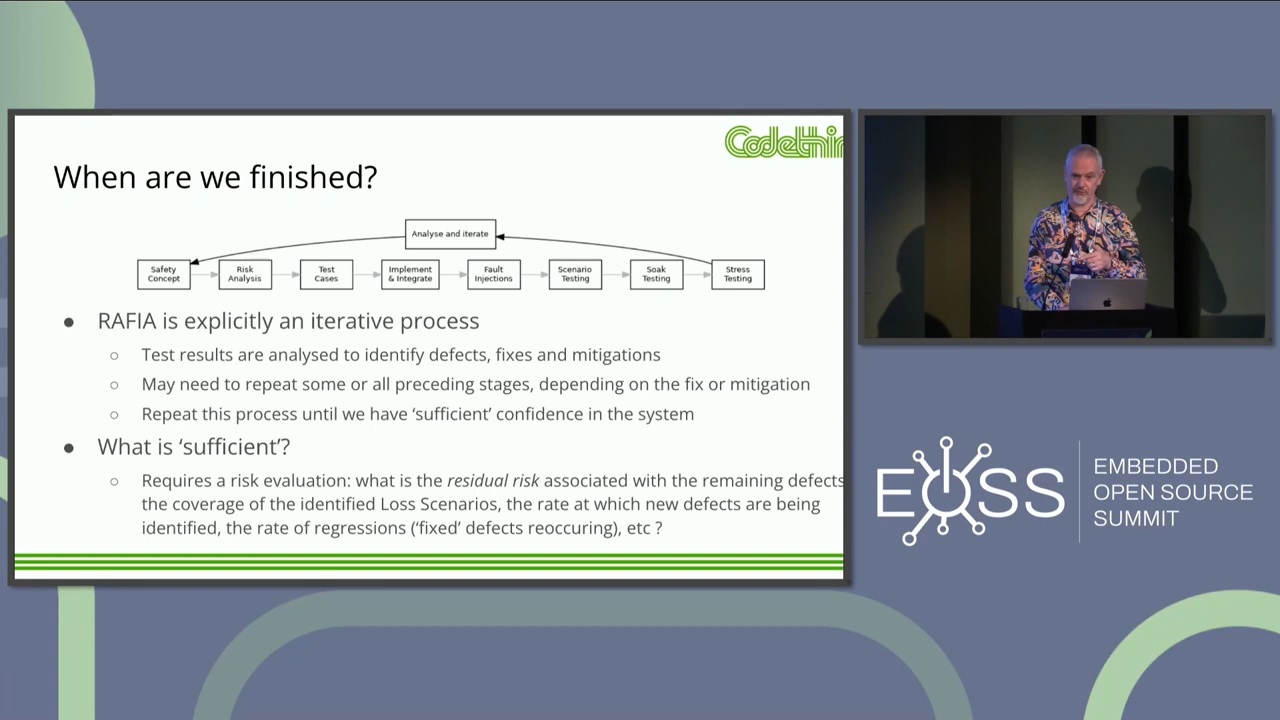 Codethin
When are we finished?
Analyse and iterate
Safety
Concept
Risk
Analysis
Test
Cases
Implement
& Integrate
Fault
Injections
Scenario
Testing
Soak
Testing
Stress
Testing
● RAFIA is explicitly an iterative process
○ Test results are analysed to identify defects, fixes and mitigations
○ May need to repeat some or all preceding stages, depending on the fix or mitigation
○ Repeat this process until we have ‘sufficient’ confidence in the system
● What is ‘sufficient’?
○ Requires a risk evaluation: what is the residual risk associated with the remaining defects
the coverage of the identified Loss Scenarios, the rate at which new defects are being
identified, the rate of regressions (‘fixed’ defects reoccuring), etc ?
EOSS
EMBEDDED
OPEN SOURCE
SUMMIT